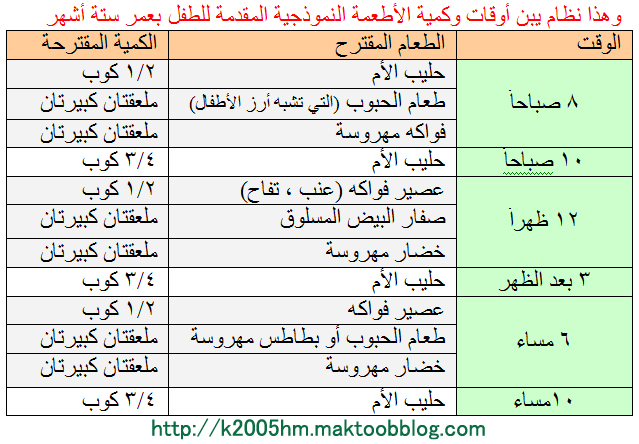 وهذا نظام يبن أوقات وكمية الأطعمة النموذجية المقدمة للطفل بعمر ستة أشهر
الوقت الطعام المقترح الكمية المقترحة
٨ صباحاً حليب الأم ١/٢ كوب
طعام الحبوب (التي تشبه أرز الأطفال) ملعقتان كبيرتان
فواكه مهروسة ملعقتان كبيرتان
١٠ صباحاً حليب الأم ٣/٤ كوب
١٢ ظهراً عصير فواكه (عنب ، تفاح) ١/٢ كوب
صفار البيض المسلوق ملعقتان كبيرتان
خضار مهروسة ملعقتان كبيرتان
٣ بعد الظهر حليب الأم ٣/٤ كوب
٦ مساء عصير فواكه ١/٢ كوب
طعام الحبوب أو بطاطس مهروسة ملعقتان كبيرتان
خضار مهروسة ملعقتان كبيرتان
١٠مساء حليب الأم ٣/٤ كوب
http://k2005hm.maktoobblog.com